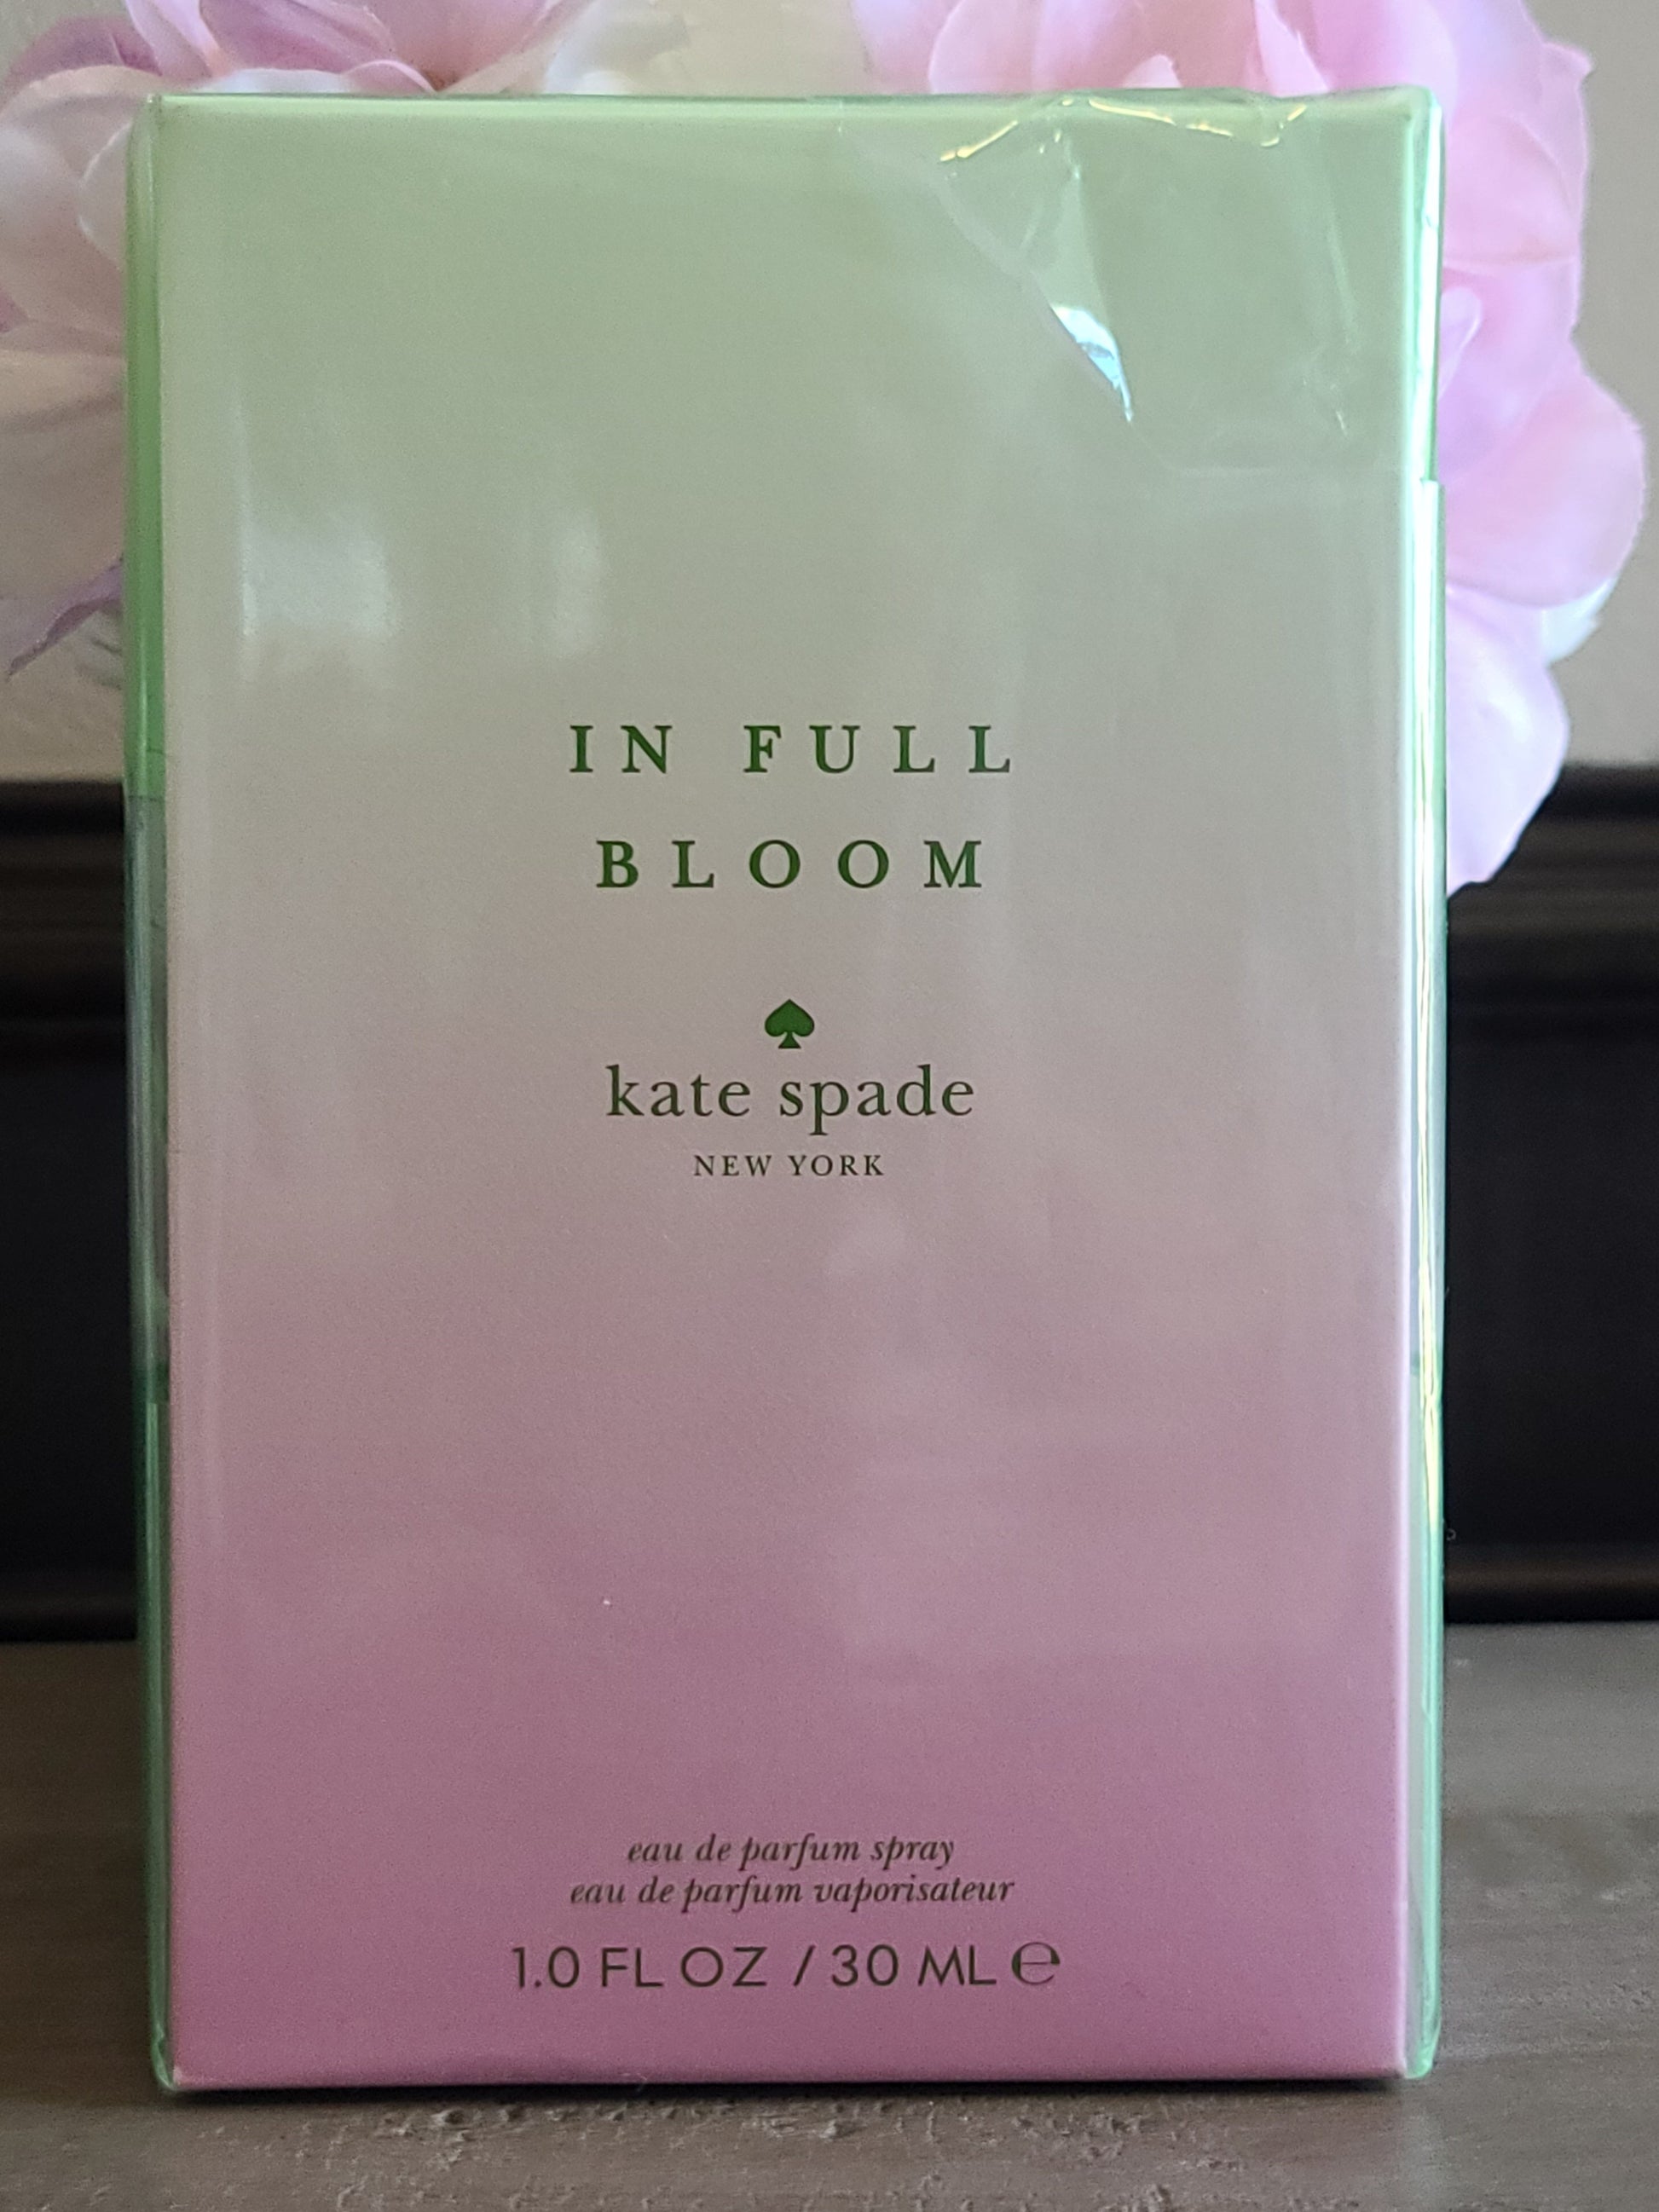 IN FULL
BLOOM
kate spade
NEW YORK
eau de parfum spray
eau de parfum vaporisateur
1.0 FL OZ / 30 ML ℮